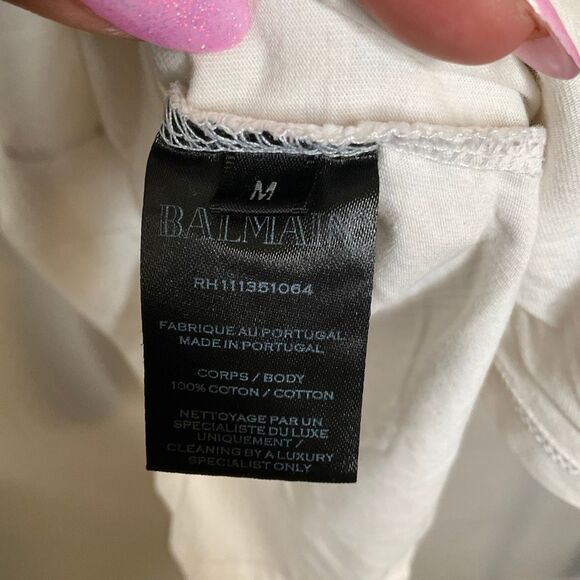 M
BALMAIN
RH111351064
FABRIQUE AU PORTUGAL
MADE IN PORTUGAL
CORPS / BODY
100% COTON / COTTON
NETTOYAGE PAR UN
SPECIALISTE DU LUXE
UNIQUEMENT /
CLEANING BY A LUXURY
SPECIALIST ONLY